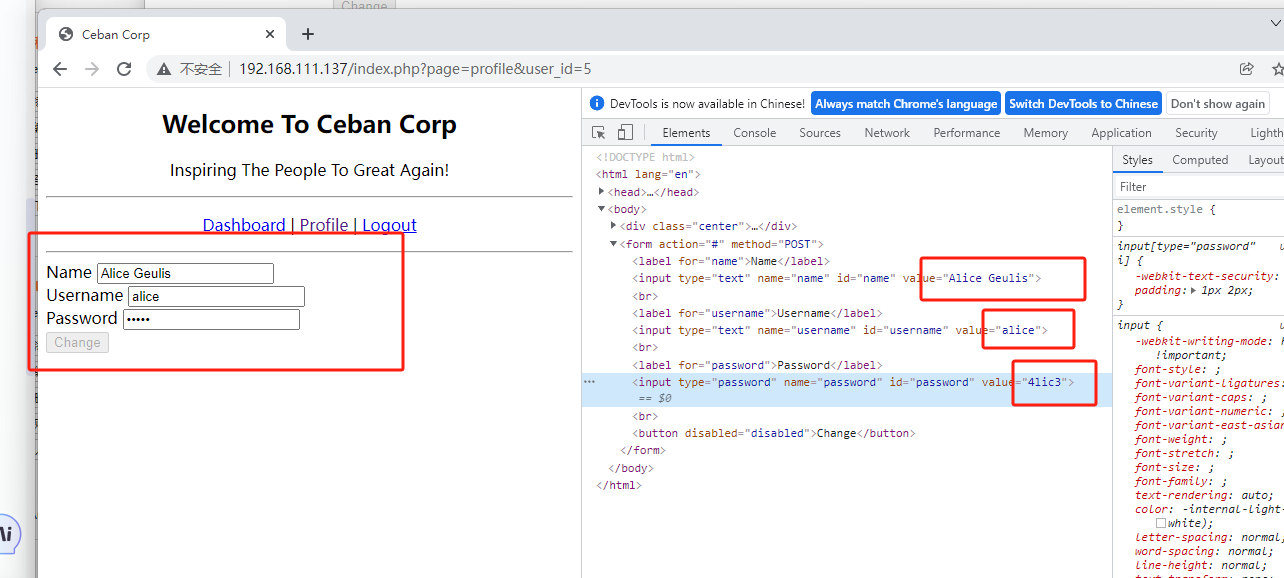 Change
Ceban Corp
不安全 192.168.111.137/index.php?page=profile&user_id=5
Welcome To Ceban Corp
Inspiring The People To Great Again!
Dashboard | Profile | Logout
Name Alice Geulis
Username alice
Password •••••
Change
DevTools is now available in Chinese! Always match Chrome's language Switch DevTools to Chinese Don't show again
Elements Console Sources Network Performance Memory Application Security Lighth
<!DOCTYPE html>
<html lang="en">
<head>…</head>
<body>
<div class="center">…</div>
<form action="#" method="POST">
<label for="name">Name</label>
<input type="text" name="name" id="name" value="Alice Geulis">
<br>
<label for="username">Username</label>
<input type="text" name="username" id="username" value="alice">
<br>
<label for="password">Password</label>
<input type="password" name="password" id="password" value="4lic3">
== $0
<br>
<button disabled="disabled">Change</button>
</form>
</body>
</html>
Styles Computed Layout
Filter
element.style {
}
input[type="password" u
i] {
-webkit-text-security:
padding: 1px 2px;
}
input { u
-webkit-writing-mode:
!important;
font-style: ;
font-variant-ligatures:
font-variant-caps: ;
font-variant-numeric: ;
font-variant-east-asian
font-weight: ;
font-stretch: ;
font-size: ;
font-family: ;
text-rendering: auto;
color: -internal-light-
white);
letter-spacing: normal;
word-spacing: normal;
line-height: normal;